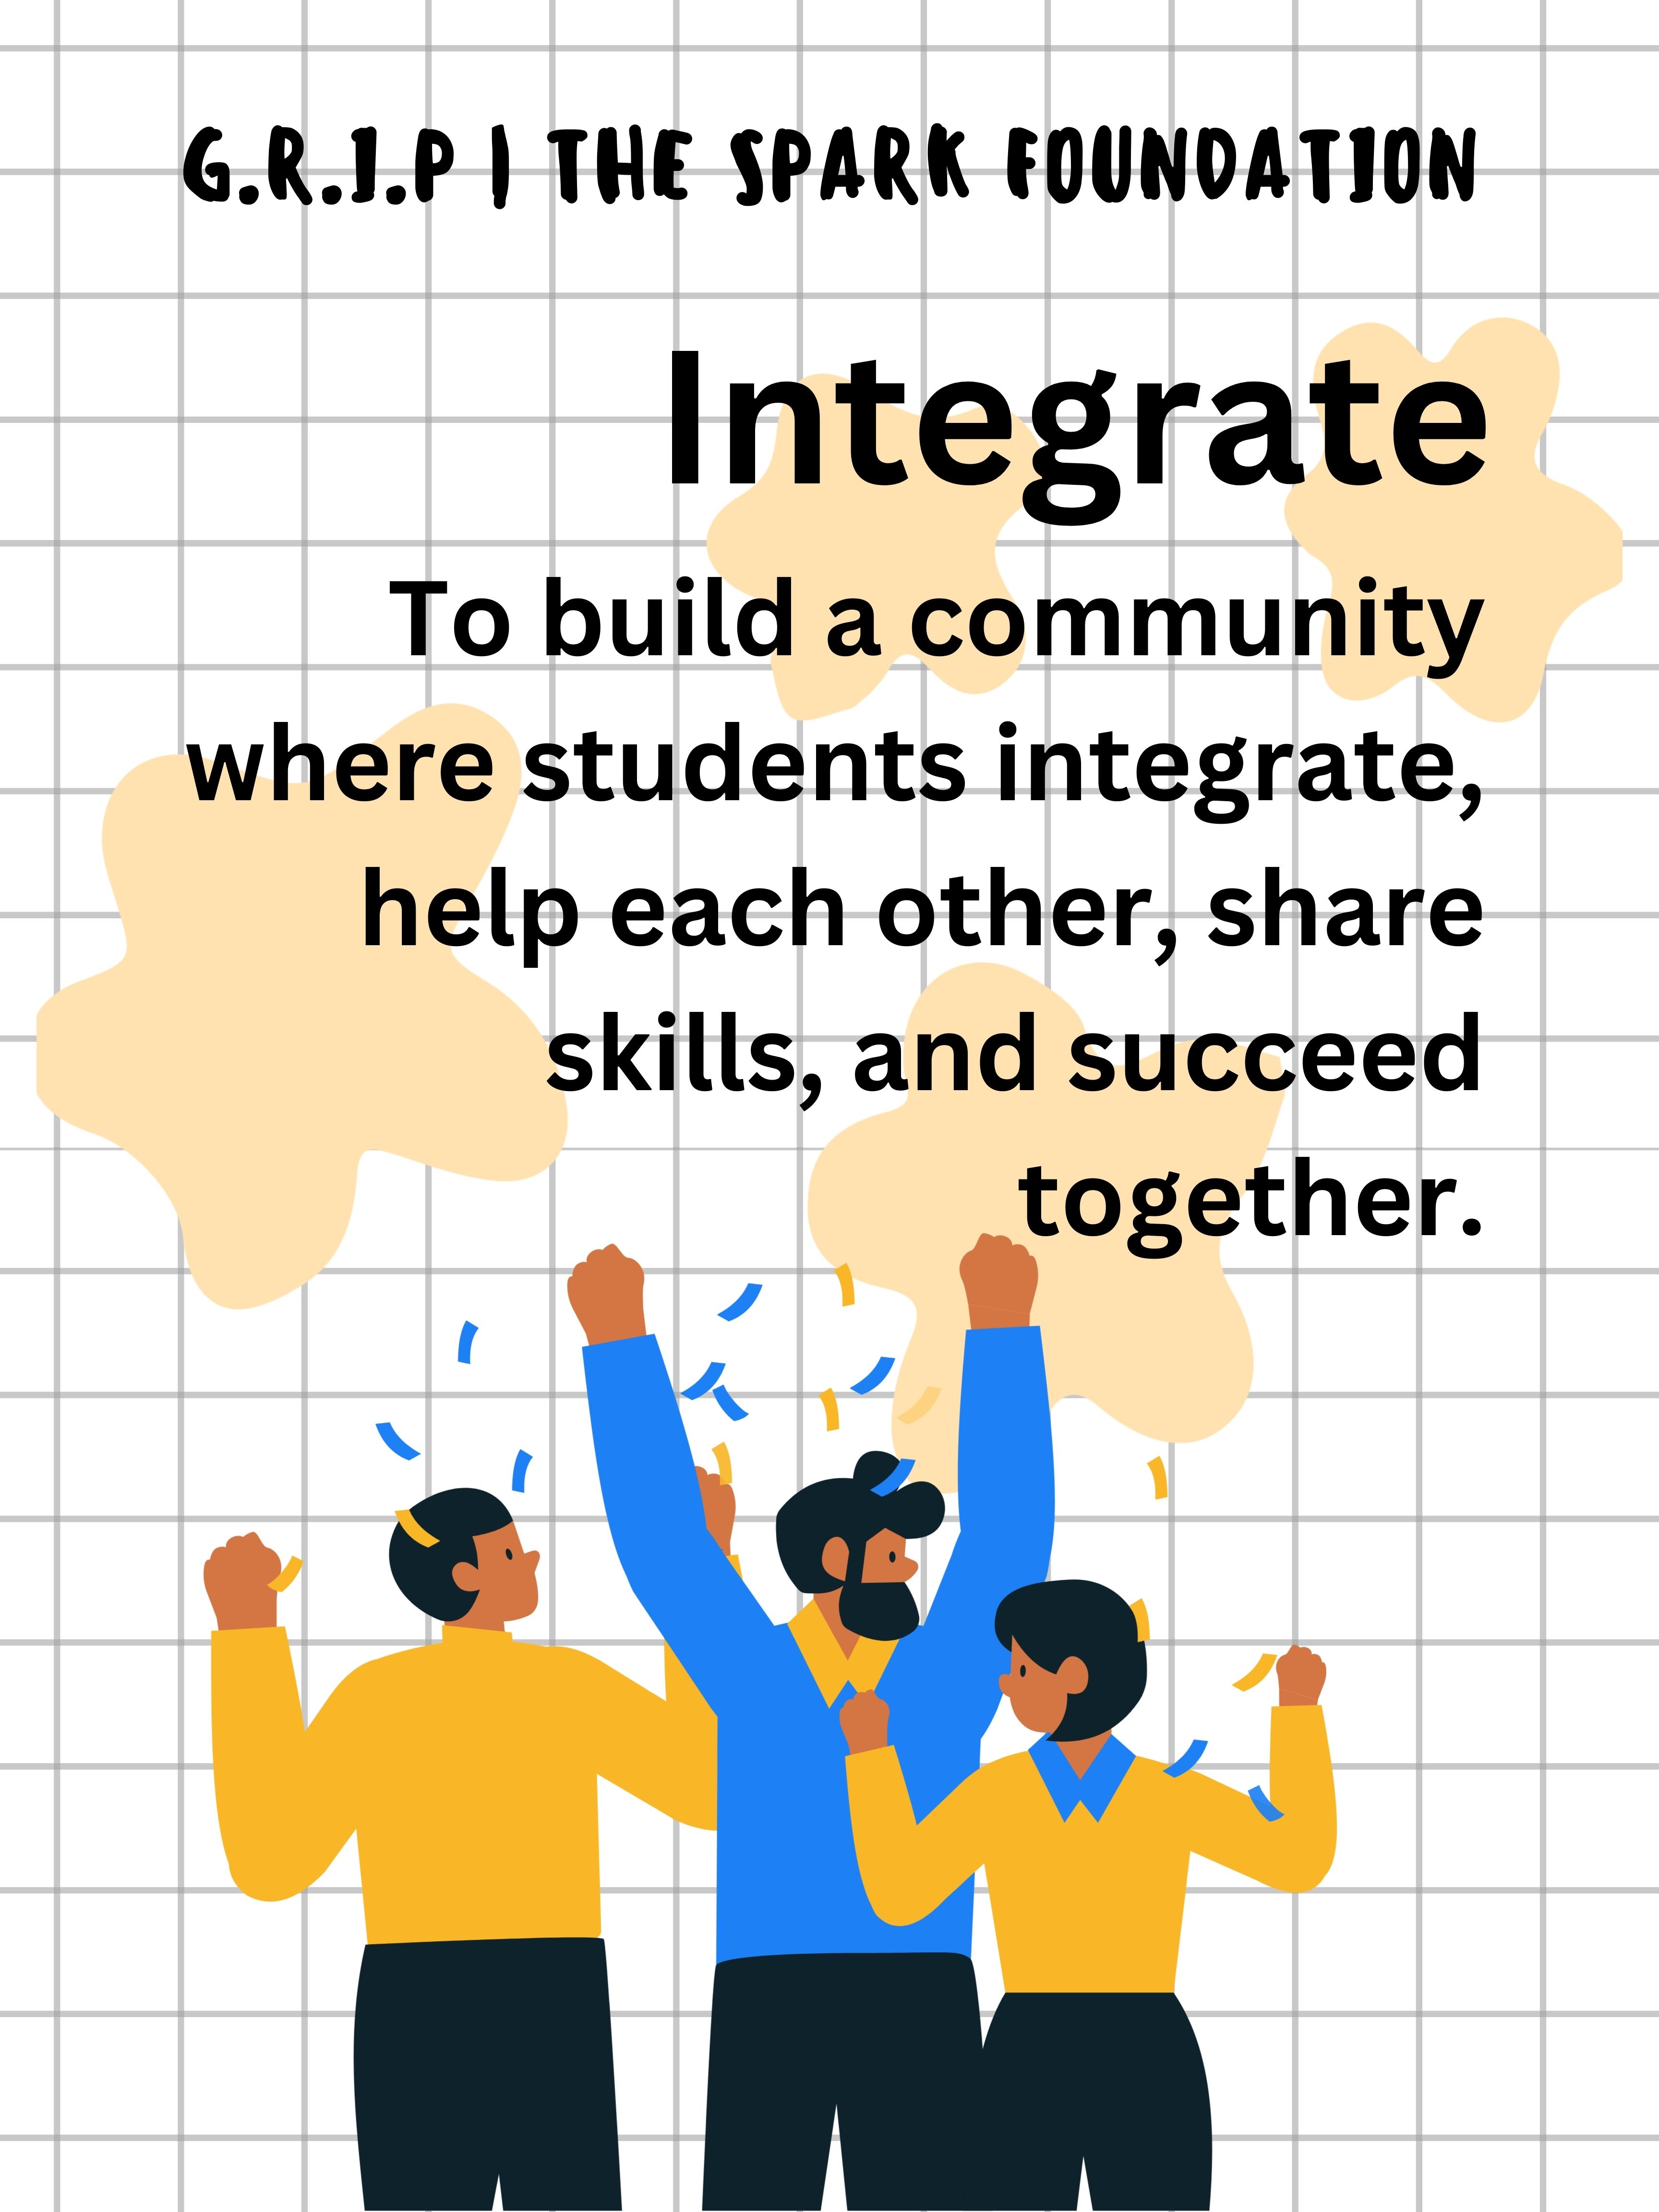 G.R.I.P | THE SPARK FOUNDATION
Integrate
To build a community
where students integrate,
help each other, share
skills, and succeed
together.